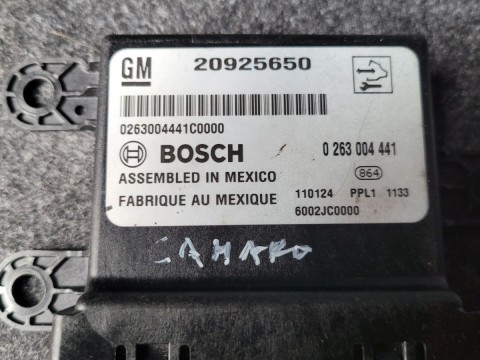 GM 20925650
0263004441C0000
BOSCH 0 263 004 441
ASSEMBLED IN MEXICO 864
FABRIQUE AU MEXIQUE 110124 PPL1 1133
6002JC0000
CAMARO